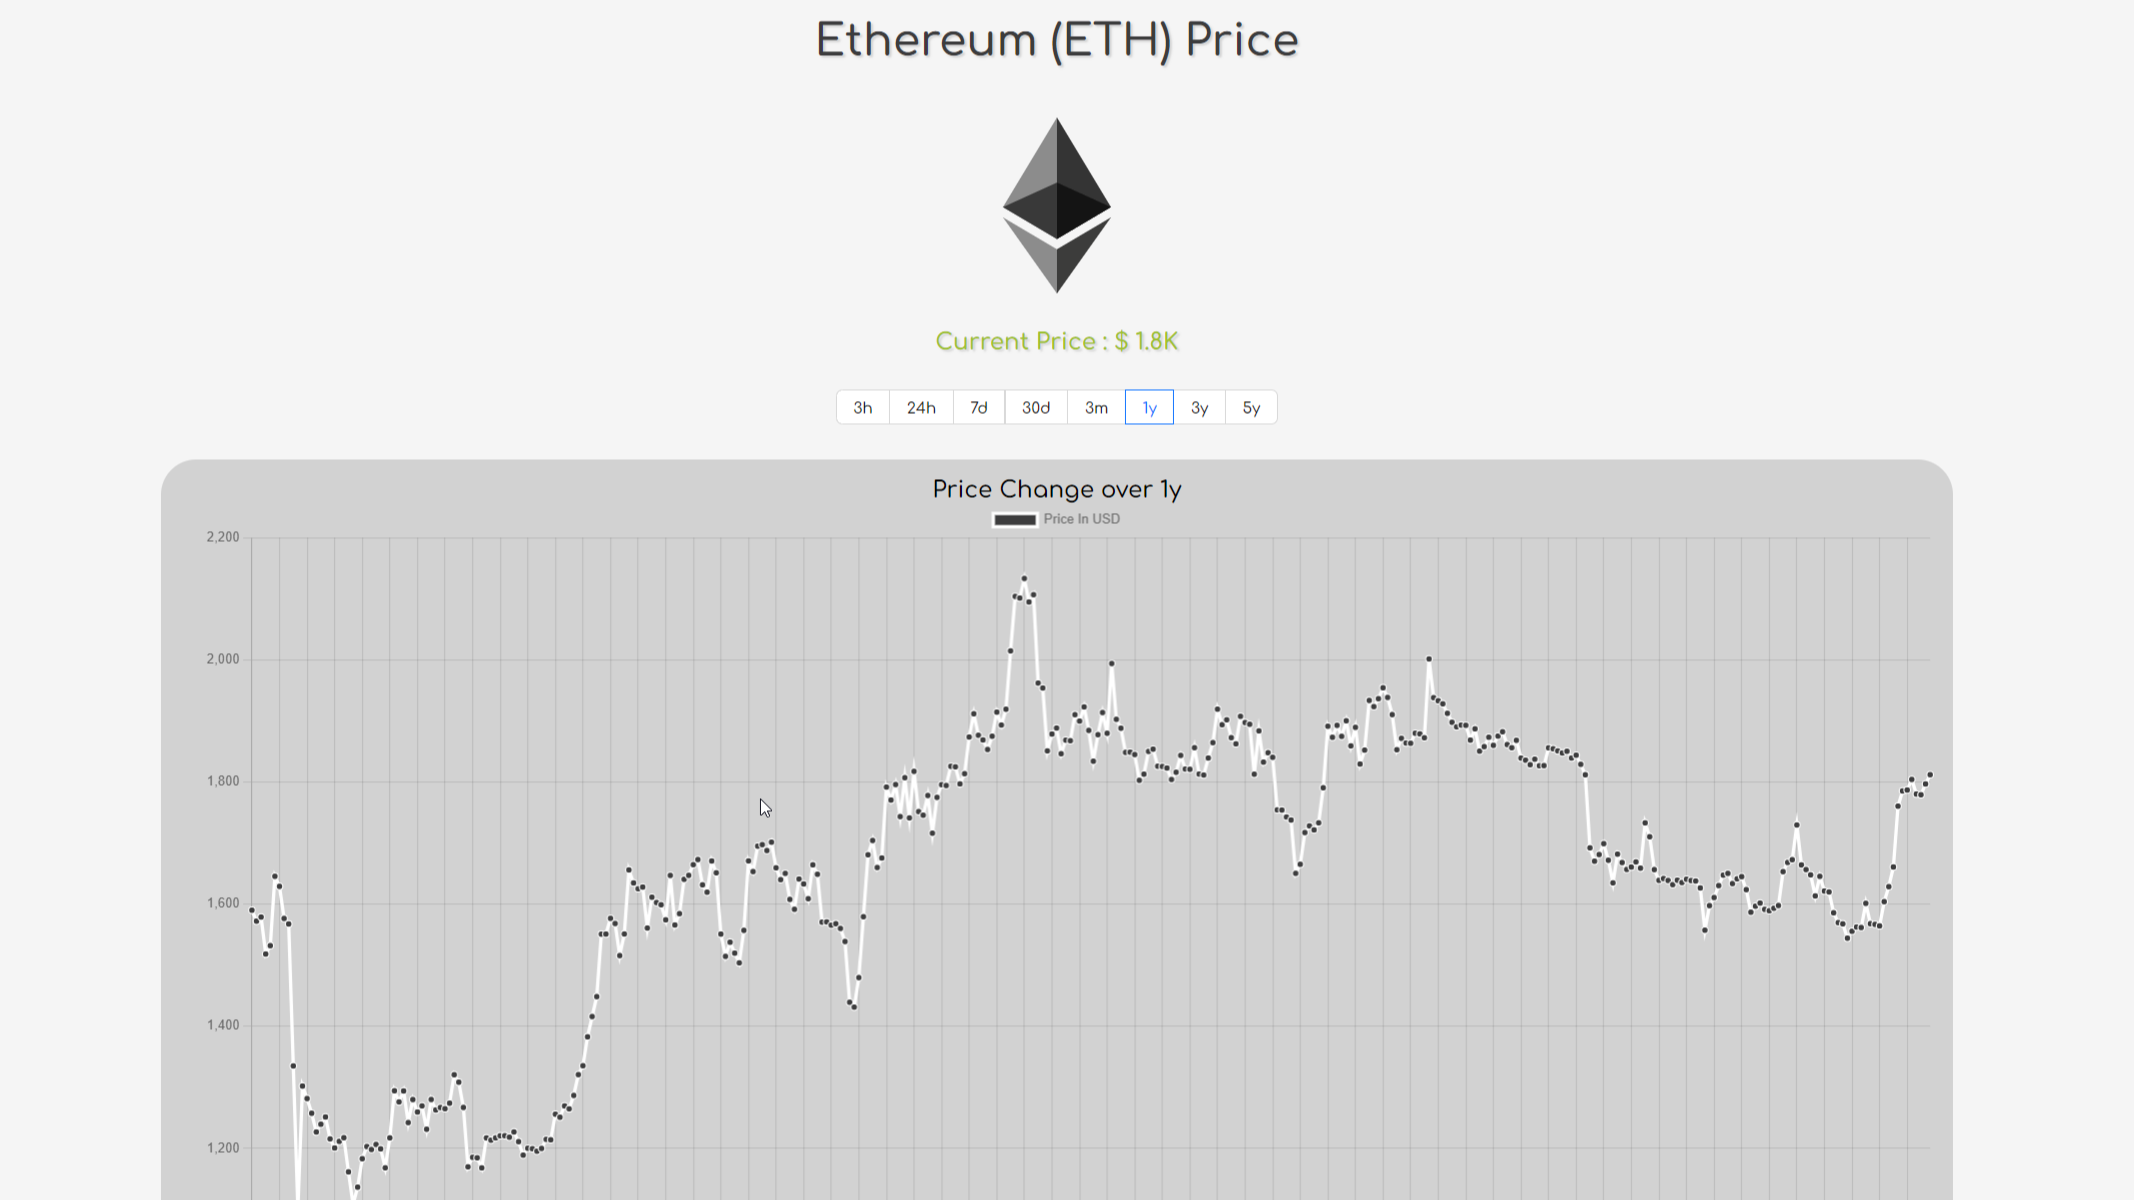 Ethereum (ETH) Price
Current Price : $ 1.8K
3h 24h 7d 30d 3m 1y 3y 5y
Price Change over 1y
Price In USD
2,200
2,000
1,800
1,600
1,400
1,200